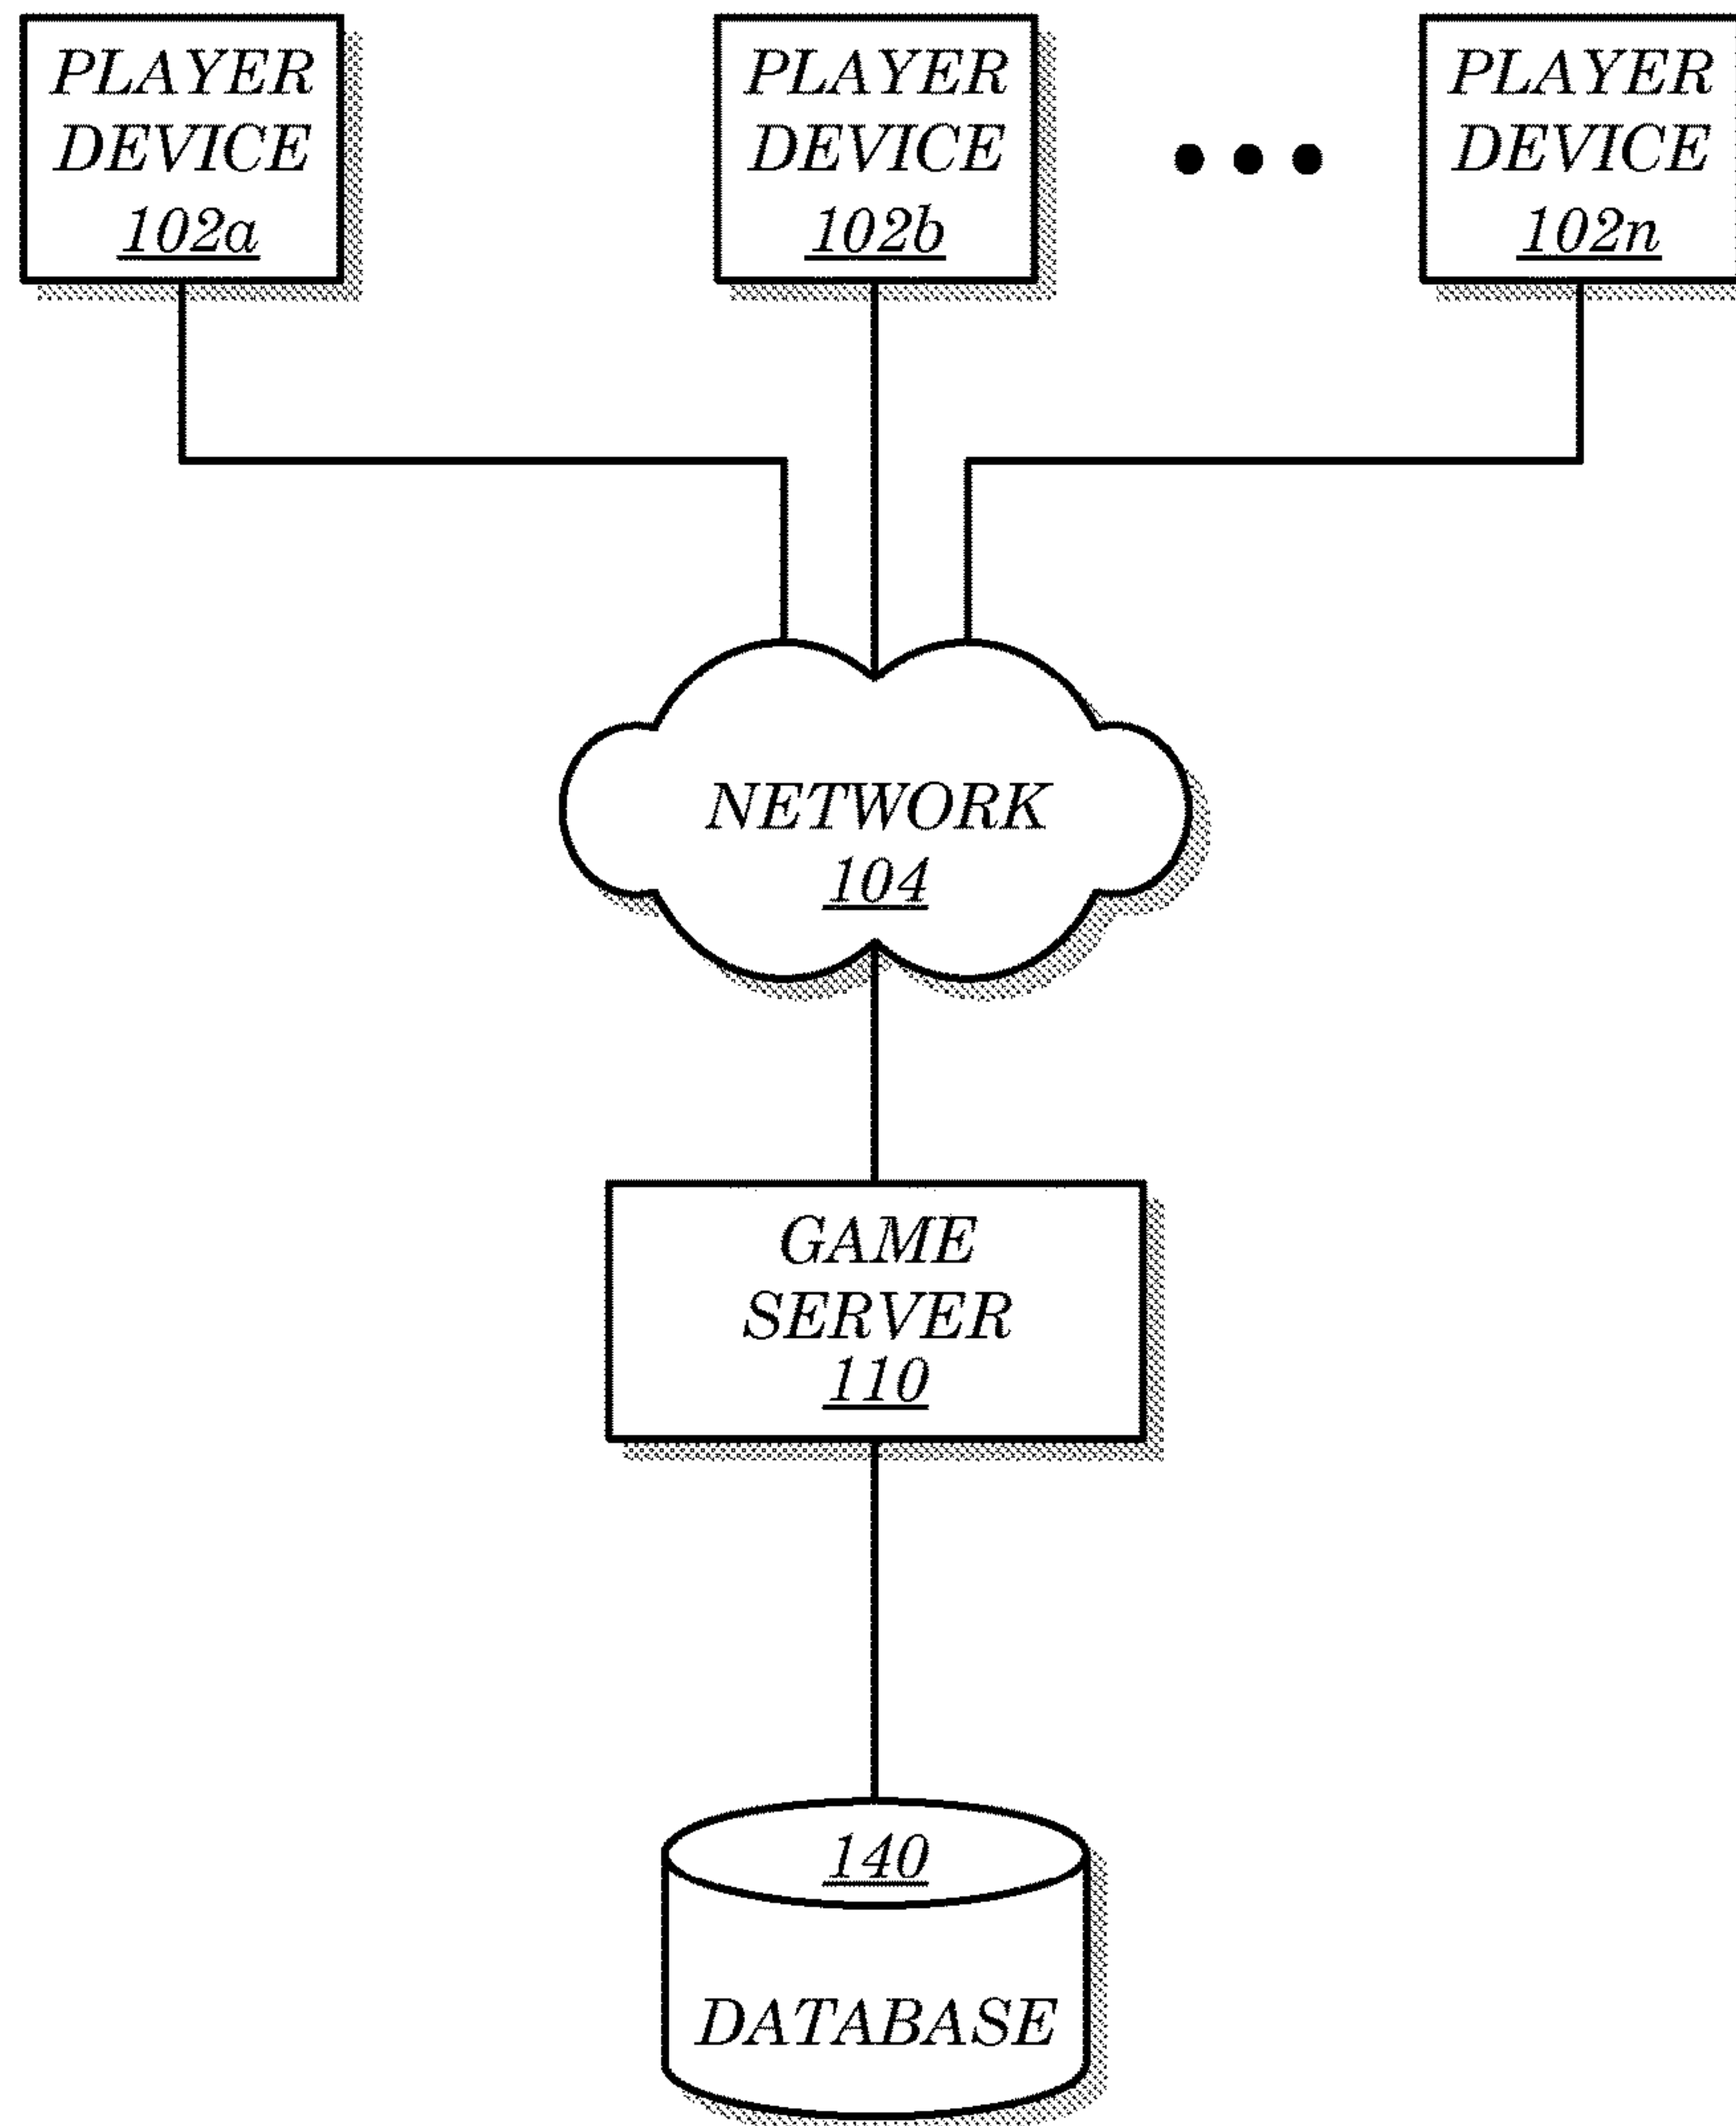 PLAYER
DEVICE
102a
PLAYER
DEVICE
102b
PLAYER
DEVICE
102n
NETWORK
104
GAME
SERVER
110
140
DATABASE